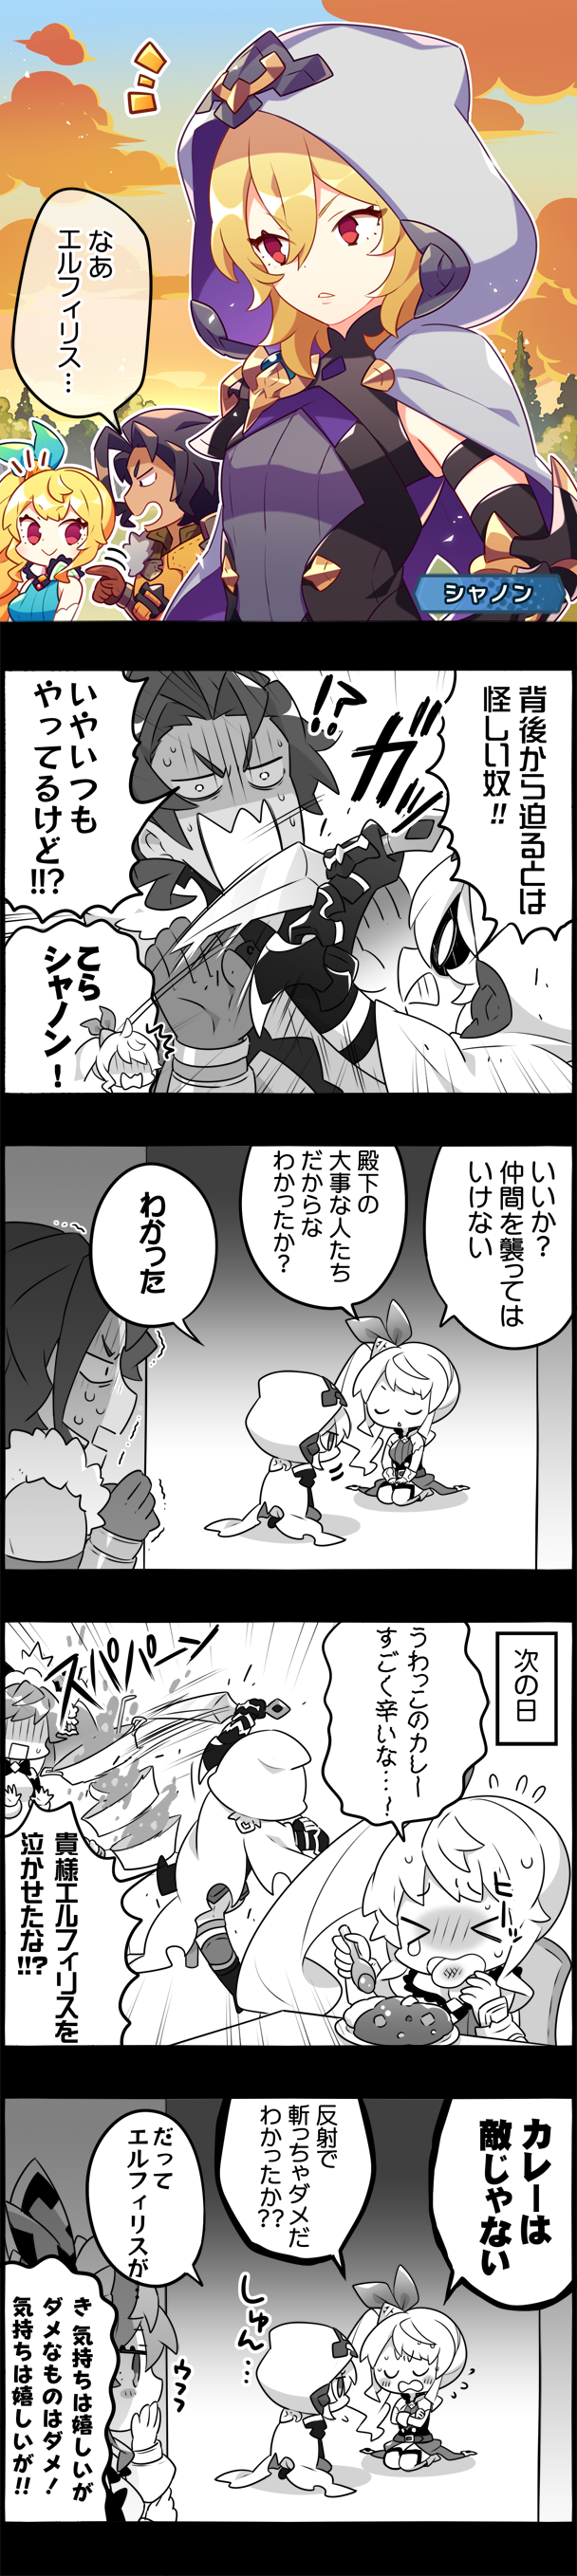 なあ
エルフィリス…
シャノン
背後から迫るとは
怪しい奴!!
ガッ
!?
いやいつも
やってるけど!!?
こら
シャノン!
いいか?
仲間を襲っては
いけない
殿下の
大事な人たち
だからな
わかったか?
わかった
次の日
うわっこのカレー
すごく辛いな…〜
ヒーッ
スパパーン
貴様エルフィリスを
泣かせたな!!?
カレーは
敵じゃない
反射で
斬っちゃダメだ
わかったか??
だって
エルフィリスが
しゅん…
き 気持ちは嬉しいが
ダメなものはダメ!
気持ちは嬉しいが!!
ウフフ